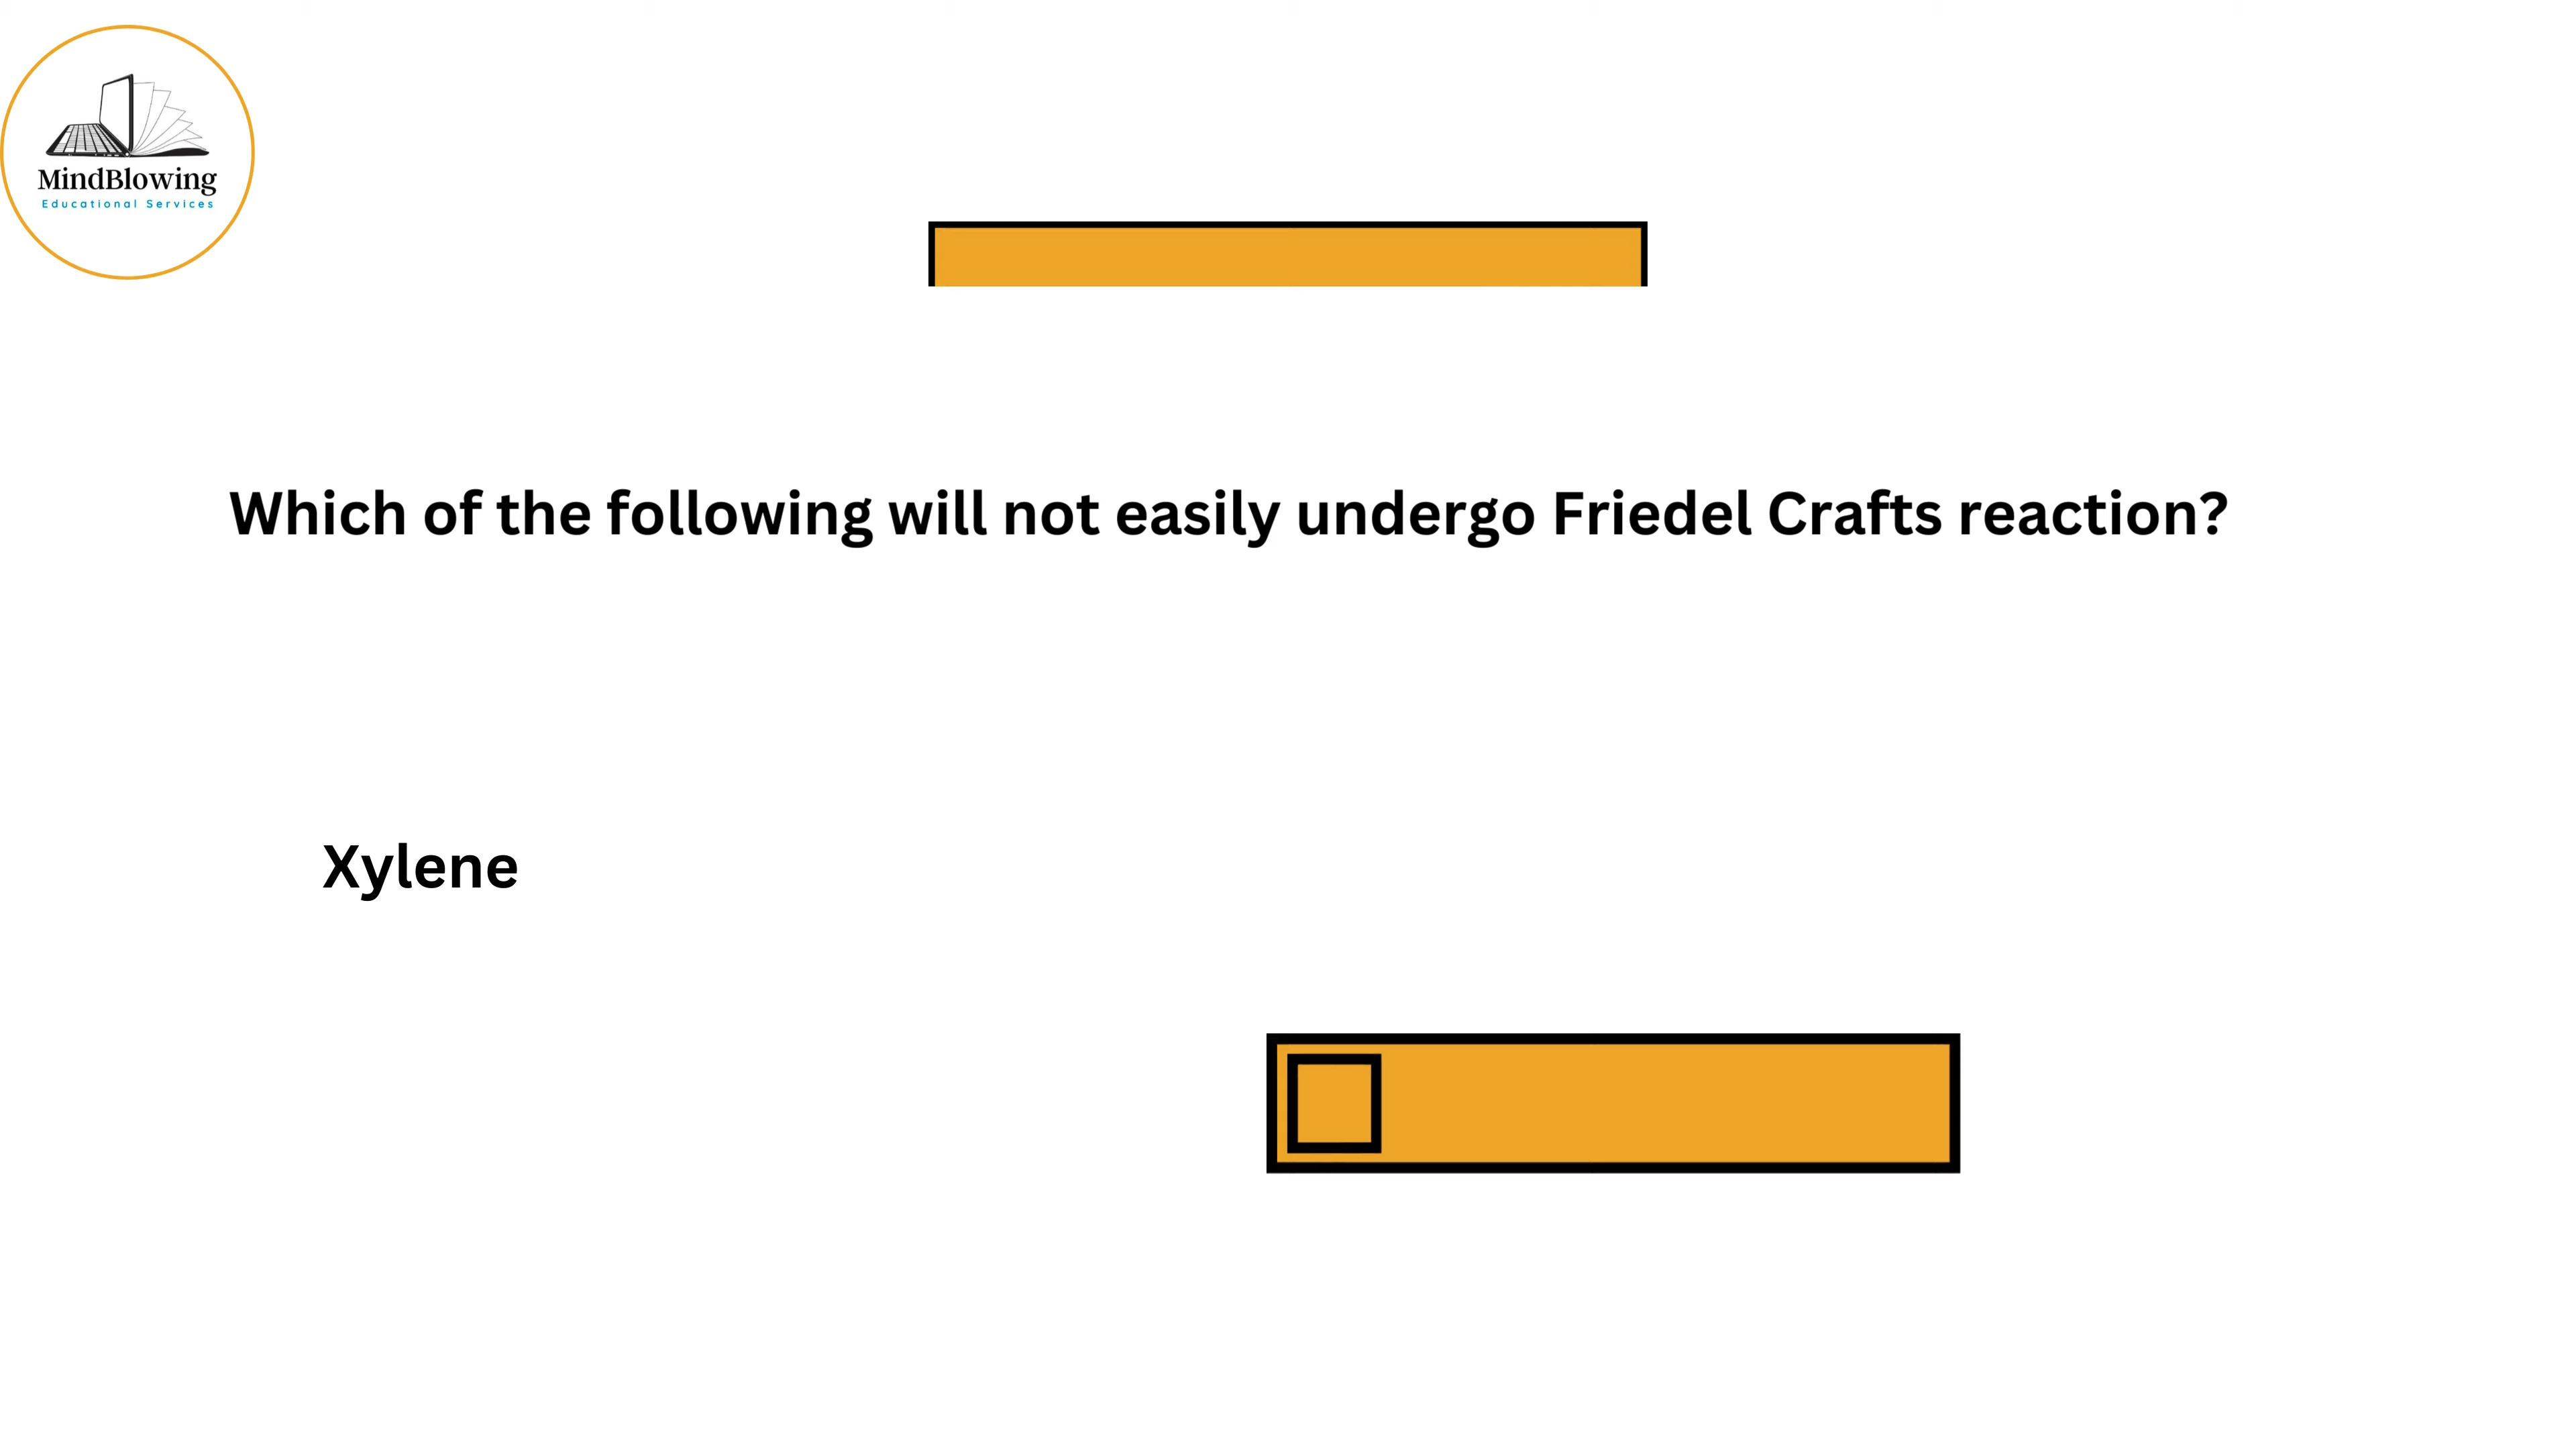 MindBlowing
Educational Services
Which of the following will not easily undergo Friedel Crafts reaction?
Xylene